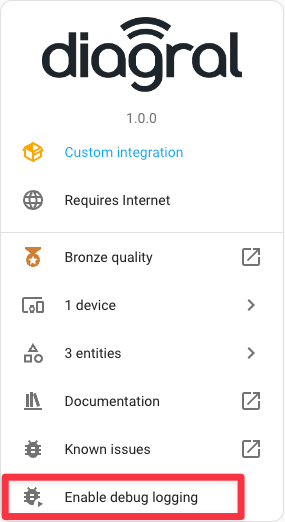 diagral
1.0.0
Custom integration
Requires Internet
Bronze quality
1 device
3 entities
Documentation
Known issues
Enable debug logging